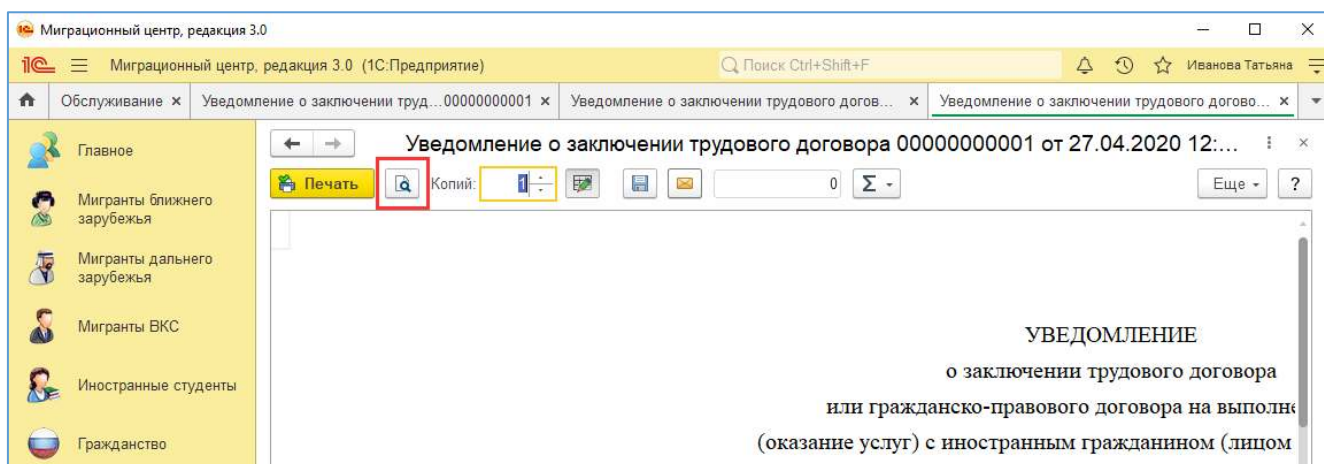 Миграционный центр, редакция 3.0
Миграционный центр, редакция 3.0 (1С:Предприятие)
Поиск Ctrl+Shift+F
Иванова Татьяна
Обслуживание × Уведомление о заключении труд...00000000001 × Уведомление о заключении трудового догов... × Уведомление о заключении трудового догово... ×
Главное
Мигранты ближнего
зарубежья
Мигранты дальнего
зарубежья
Мигранты ВКС
Иностранные студенты
Гражданство
Уведомление о заключении трудового договора 00000000001 от 27.04.2020 12:...
Печать Копий: 1 0 Σ Еще ?
УВЕДОМЛЕНИЕ
о заключении трудового договора
или гражданско-правового договора на выполне
(оказание услуг) с иностранным гражданином (лицом